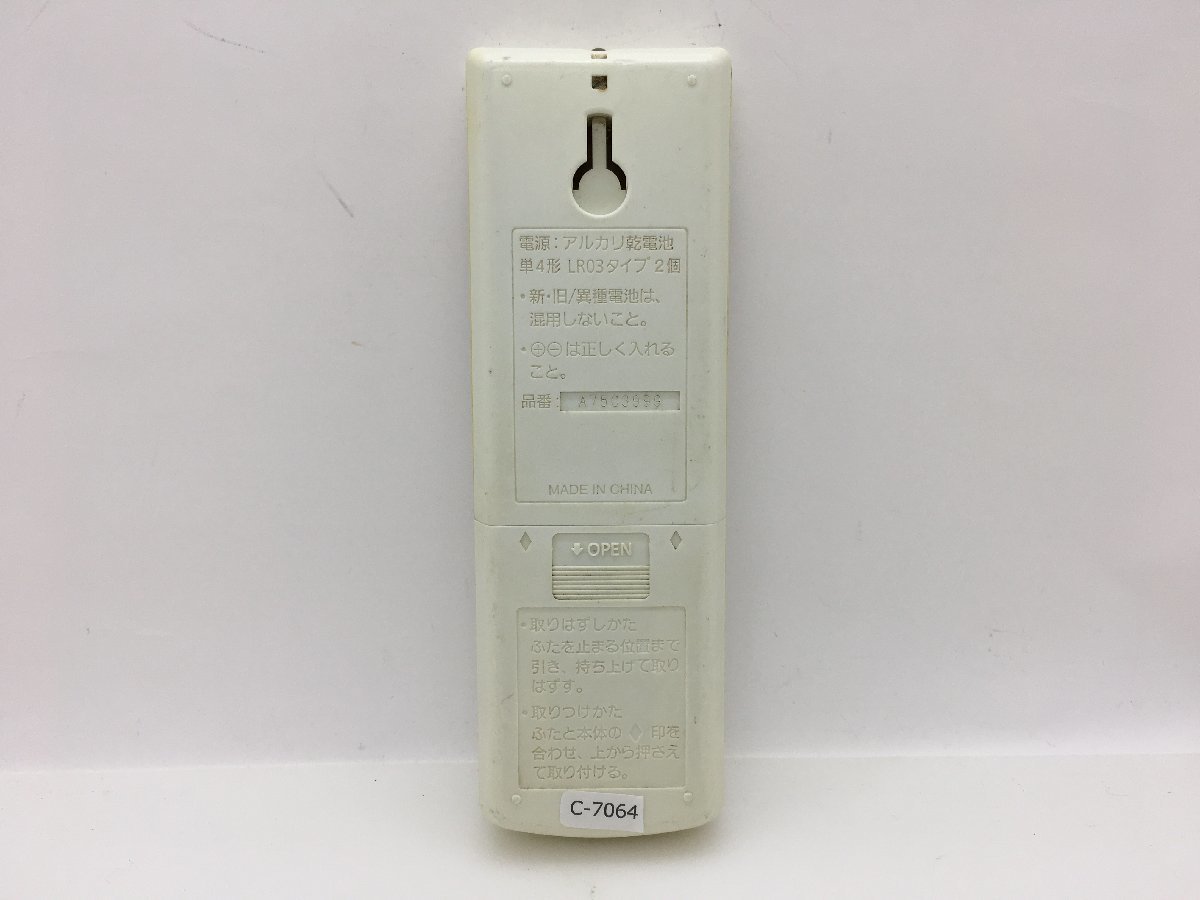 電源：アルカリ乾電池
単4形 LR03タイプ 2個
・新・旧/異種電池は、
混用しないこと。
・⊕⊖は正しく入れる
こと。
品番： A75C3999
MADE IN CHINA
OPEN
・取りはずしかた
ふたを止まる位置まで
引き、持ち上げて取り
はずす。
・取りつけかた
ふたと本体の♢印を
合わせ、上から押さえ
て取り付ける。
C-7064